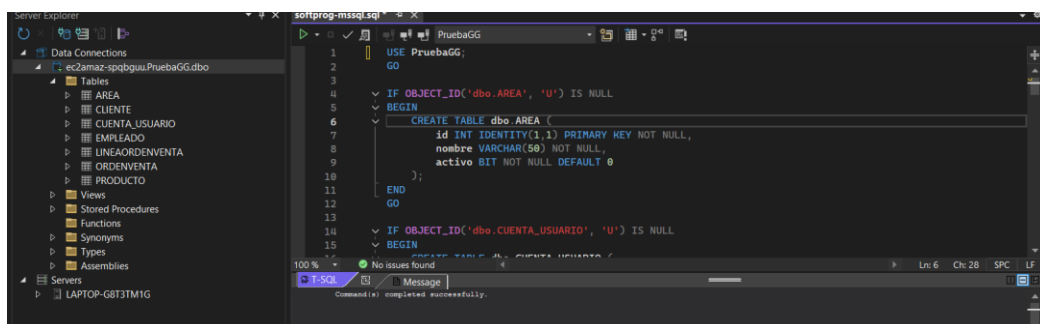 Server Explorer
Data Connections
ec2amaz-spqbguu.PruebaGG.dbo
Tables
AREA
CLIENTE
CUENTA_USUARIO
EMPLEADO
LINEAORDENVENTA
ORDENVENTA
PRODUCTO
Views
Stored Procedures
Functions
Synonyms
Types
Assemblies
Servers
LAPTOP-G8T3TM1G
softprog-mssql.sql*
PruebaGG
1 USE PruebaGG;
2 GO
3
4 IF OBJECT_ID('dbo.AREA', 'U') IS NULL
5 BEGIN
6 CREATE TABLE dbo.AREA (
7 id INT IDENTITY(1,1) PRIMARY KEY NOT NULL,
8 nombre VARCHAR(50) NOT NULL,
9 activo BIT NOT NULL DEFAULT 0
10 );
11 END
12 GO
13
14 IF OBJECT_ID('dbo.CUENTA_USUARIO', 'U') IS NULL
15 BEGIN
CREATE TABLE dbo.CUENTA_USUARIO (
100 % No issues found Ln: 6 Ch: 28 SPC LF
T-SQL Message
Command(s) completed successfully.